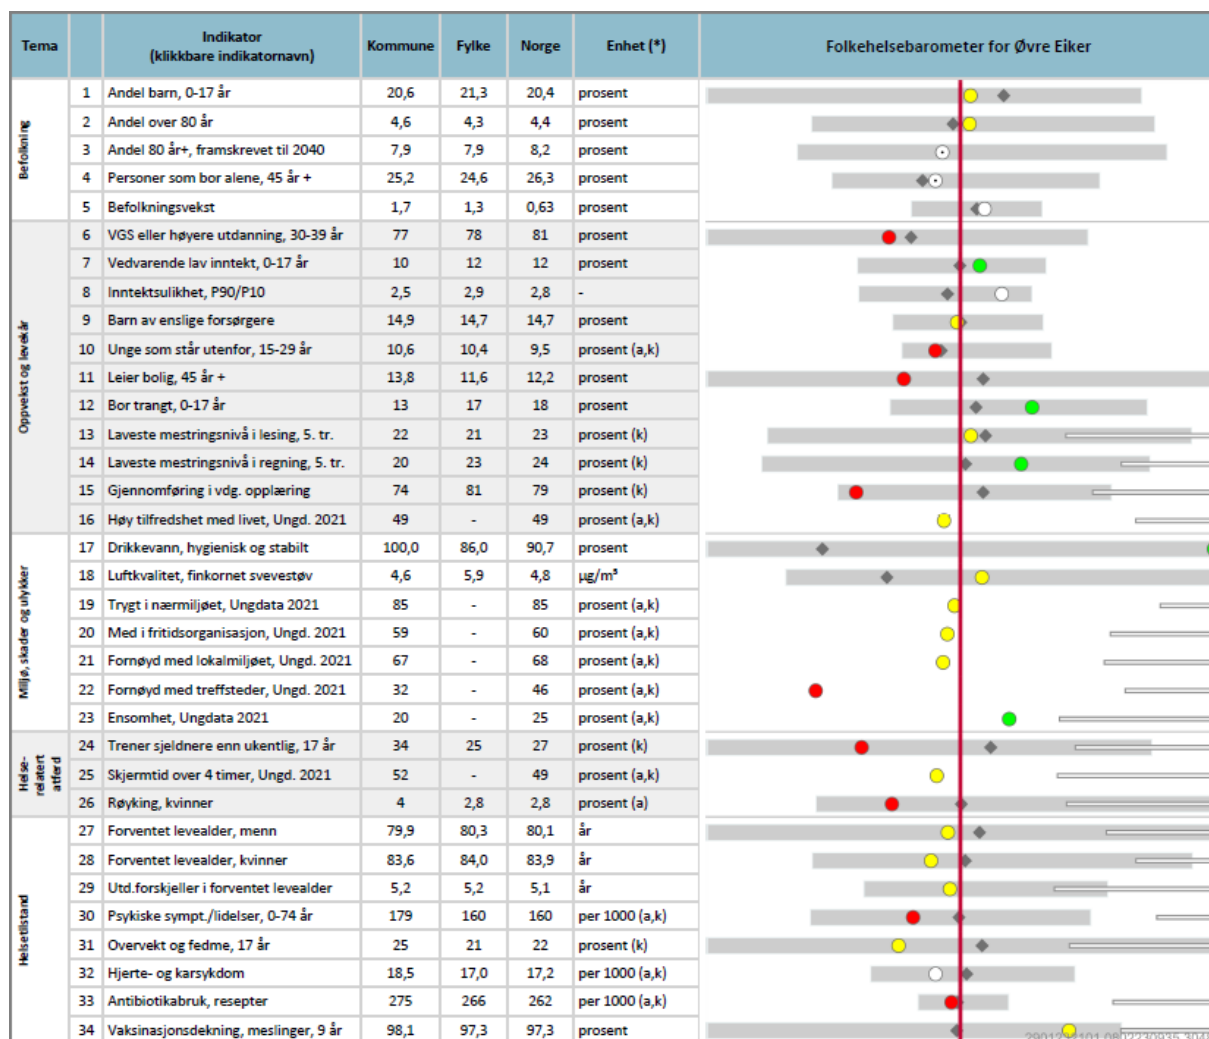 Tema Indikator (klikkbare indikatornavn) Kommune Fylke Norge Enhet (*) Folkehelsebarometer for Øvre Eiker
Befolkning
1 Andel barn, 0-17 år 20,6 21,3 20,4 prosent
2 Andel over 80 år 4,6 4,3 4,4 prosent
3 Andel 80 år+, framskrevet til 2040 7,9 7,9 8,2 prosent
4 Personer som bor alene, 45 år + 25,2 24,6 26,3 prosent
5 Befolkningsvekst 1,7 1,3 0,63 prosent
Oppvekst og levekår
6 VGS eller høyere utdanning, 30-39 år 77 78 81 prosent
7 Vedvarende lav inntekt, 0-17 år 10 12 12 prosent
8 Inntektsulikhet, P90/P10 2,5 2,9 2,8 -
9 Barn av enslige forsørgere 14,9 14,7 14,7 prosent
10 Unge som står utenfor, 15-29 år 10,6 10,4 9,5 prosent (a,k)
11 Leier bolig, 45 år + 13,8 11,6 12,2 prosent
12 Bor trangt, 0-17 år 13 17 18 prosent
13 Laveste mestringsnivå i lesing, 5. tr. 22 21 23 prosent (k)
14 Laveste mestringsnivå i regning, 5. tr. 20 23 24 prosent (k)
15 Gjennomføring i vdg. opplæring 74 81 79 prosent (k)
16 Høy tilfredshet med livet, Ungd. 2021 49 - 49 prosent (a,k)
Miljø, skader og ulykker
17 Drikkevann, hygienisk og stabilt 100,0 86,0 90,7 prosent
18 Luftkvalitet, finkornet svevestøv 4,6 5,9 4,8 µg/m³
19 Trygt i nærmiljøet, Ungdata 2021 85 - 85 prosent (a,k)
20 Med i fritidsorganisasjon, Ungd. 2021 59 - 60 prosent (a,k)
21 Fornøyd med lokalmiljøet, Ungd. 2021 67 - 68 prosent (a,k)
22 Fornøyd med treffsteder, Ungd. 2021 32 - 46 prosent (a,k)
23 Ensomhet, Ungdata 2021 20 - 25 prosent (a,k)
Helse-
relatert
atferd
24 Trener sjeldnere enn ukentlig, 17 år 34 25 27 prosent (k)
25 Skjermtid over 4 timer, Ungd. 2021 52 - 49 prosent (a,k)
26 Røyking, kvinner 4 2,8 2,8 prosent (a)
Helsetilstand
27 Forventet levealder, menn 79,9 80,3 80,1 år
28 Forventet levealder, kvinner 83,6 84,0 83,9 år
29 Utd.forskjeller i forventet levealder 5,2 5,2 5,1 år
30 Psykiske sympt./lidelser, 0-74 år 179 160 160 per 1000 (a,k)
31 Overvekt og fedme, 17 år 25 21 22 prosent (k)
32 Hjerte- og karsykdom 18,5 17,0 17,2 per 1000 (a,k)
33 Antibiotikabruk, resepter 275 266 262 per 1000 (a,k)
34 Vaksinasjonsdekning, meslinger, 9 år 98,1 97,3 97,3 prosent